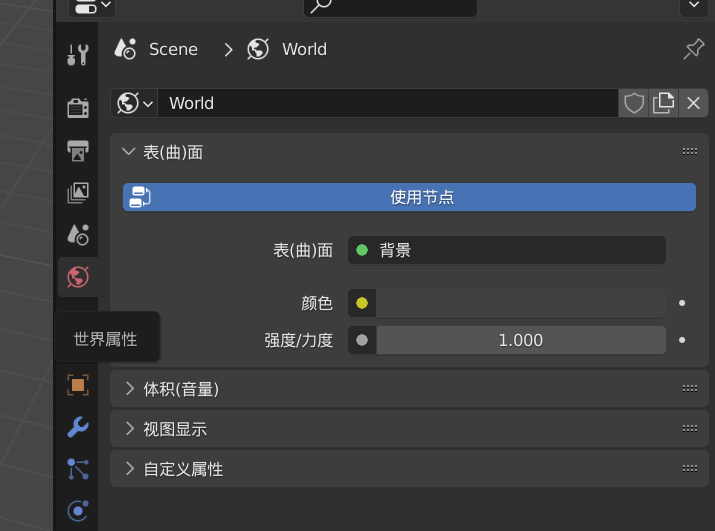 Scene > World
World
表(曲)面
使用节点
表(曲)面 背景
颜色
世界属性
强度/力度 1.000
体积(音量)
视图显示
自定义属性